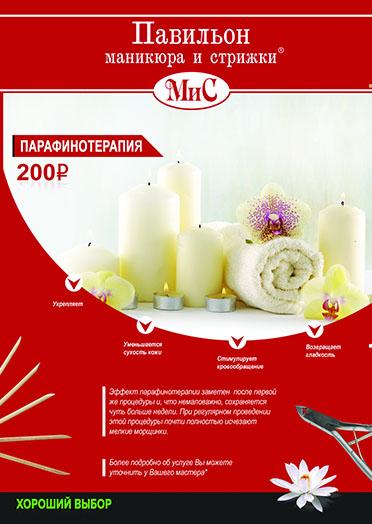 Павильон
маникюра и стрижки®
МиС
ПАРАФИНОТЕРАПИЯ
200₽
Укрепляет
Уменьшается
сухость кожи
Стимулирует
кровообращение
Возвращает
гладкость
Эффект парафинотерапии заметен после первой
же процедуры и, что немаловажно, сохраняется
чуть больше недели. При регулярном проведении
этой процедуры почти полностью исчезают
мелкие морщинки.
Более подробно об услуге Вы можете
уточнить у Вашего мастера*
ХОРОШИЙ ВЫБОР